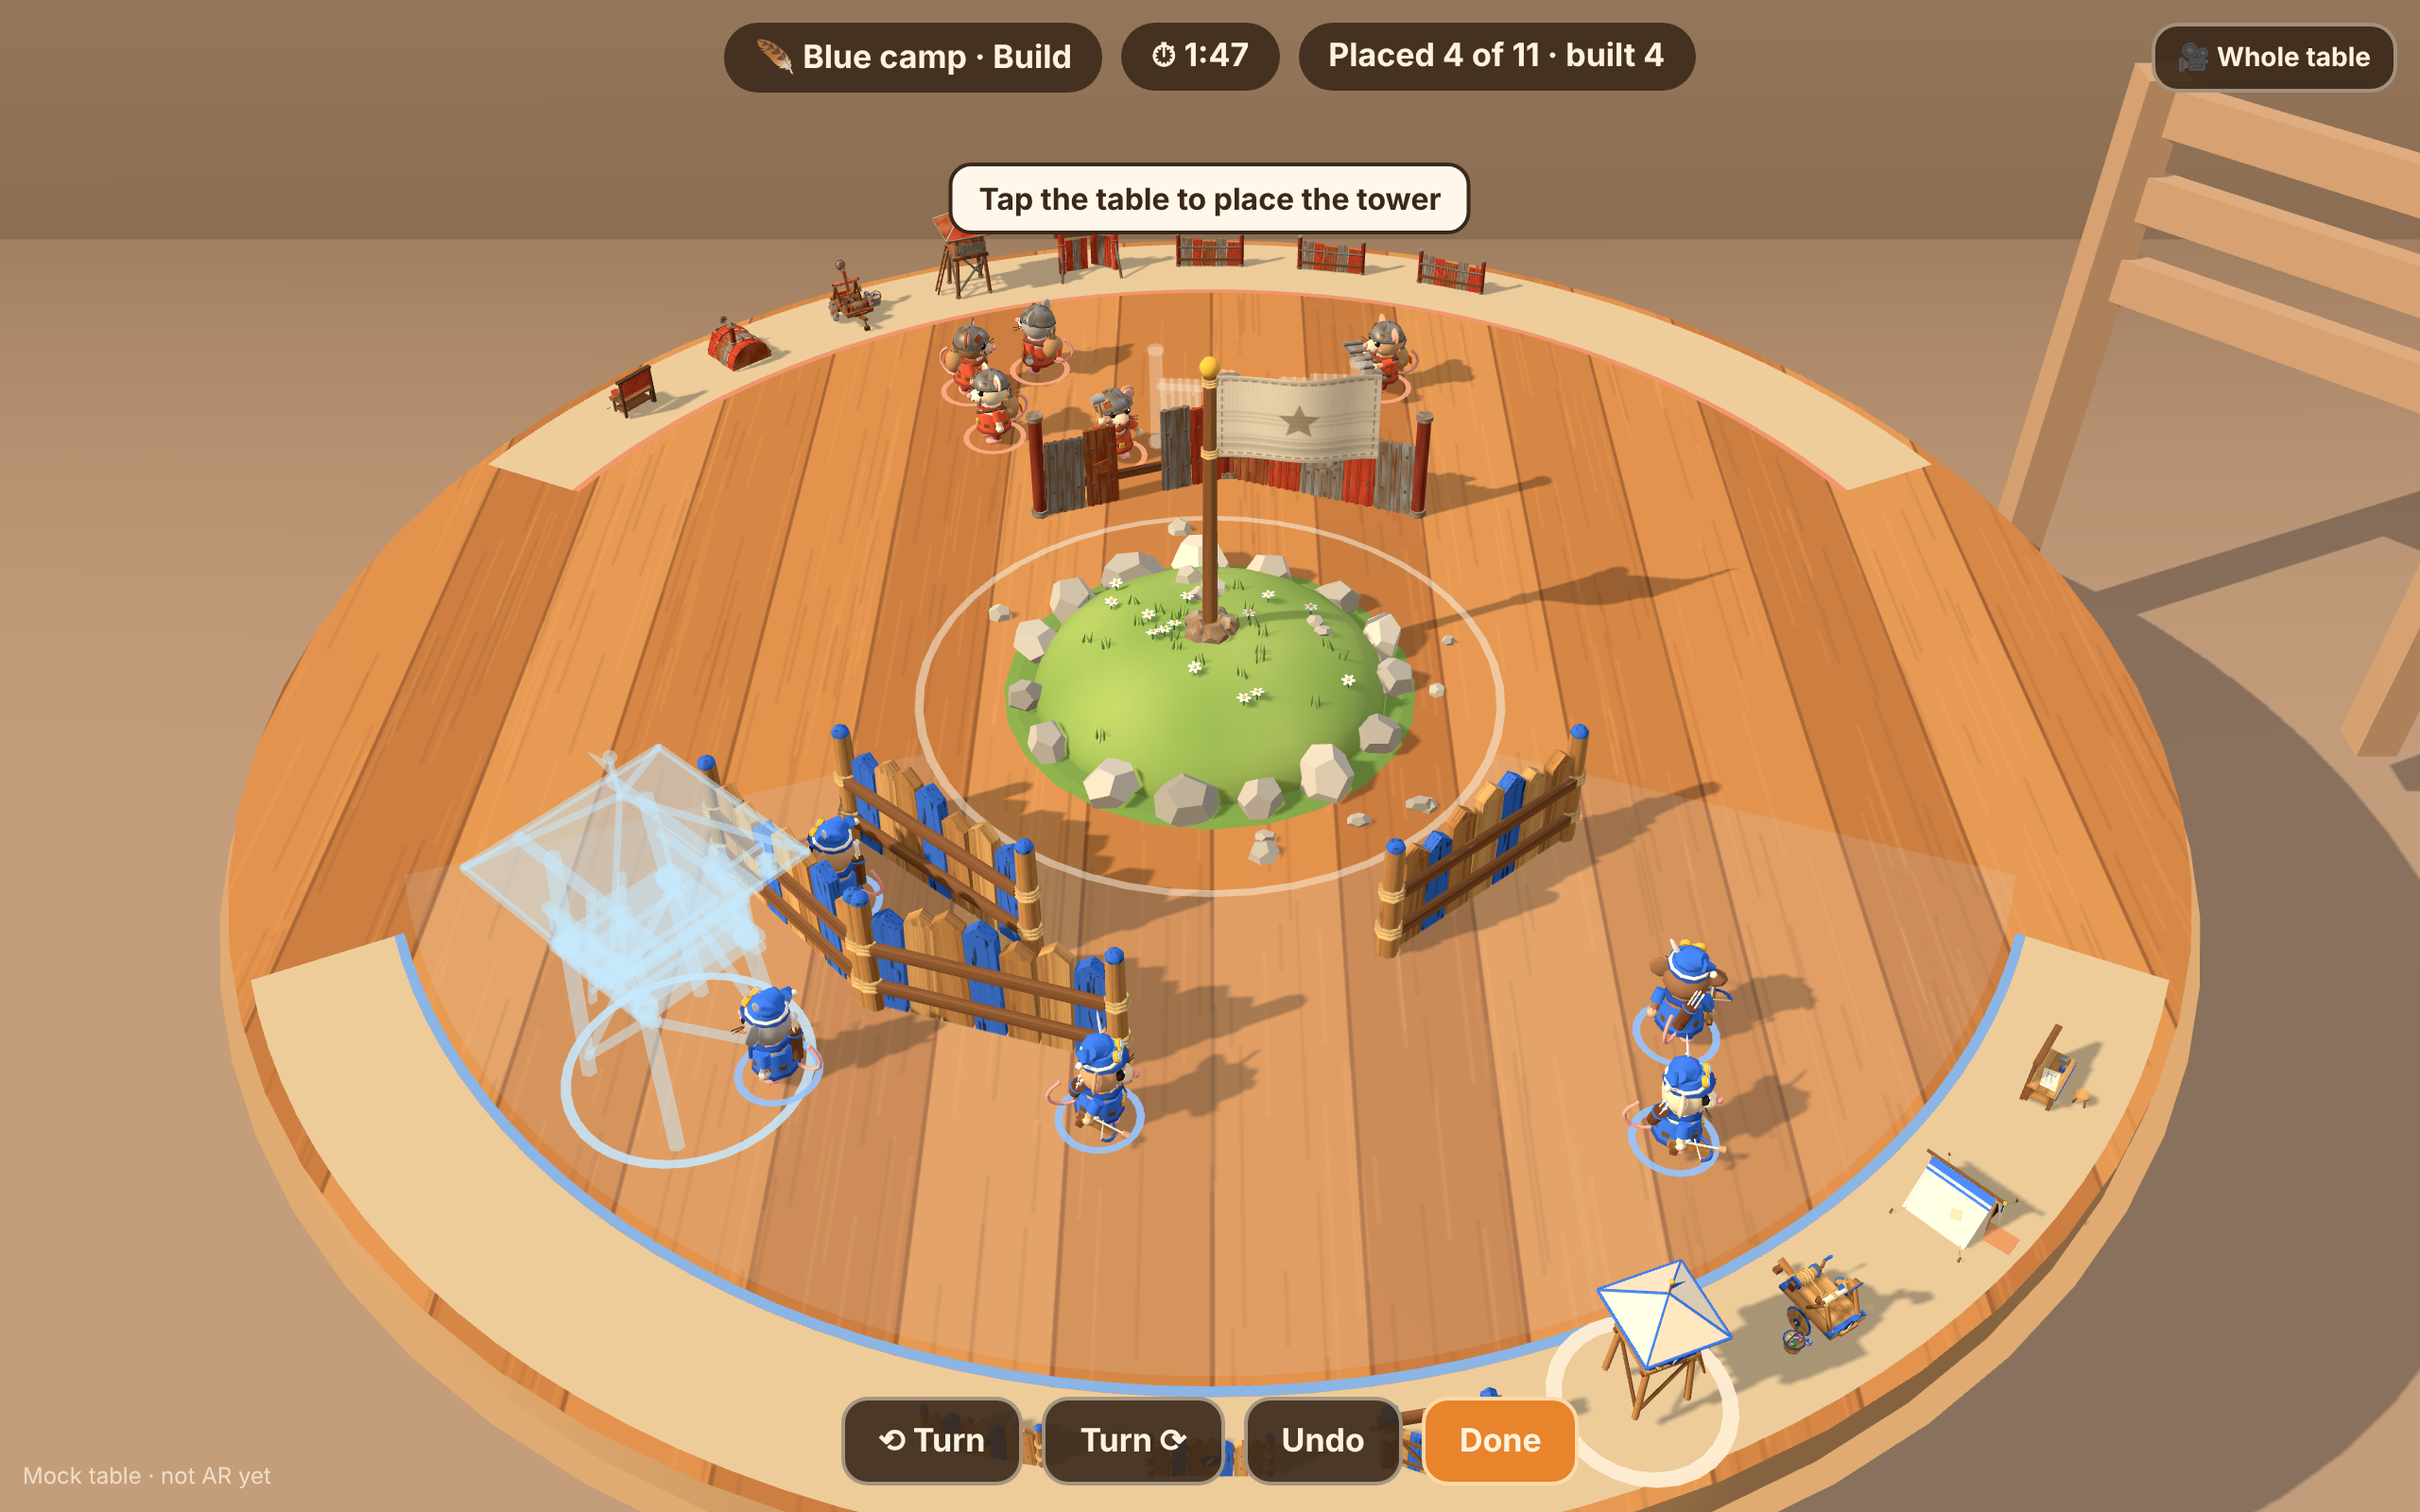 Blue camp · Build
1:47
Placed 4 of 11 · built 4
Whole table
Tap the table to place the tower
⟲ Turn
Turn ⟳
Undo
Done
Mock table · not AR yet